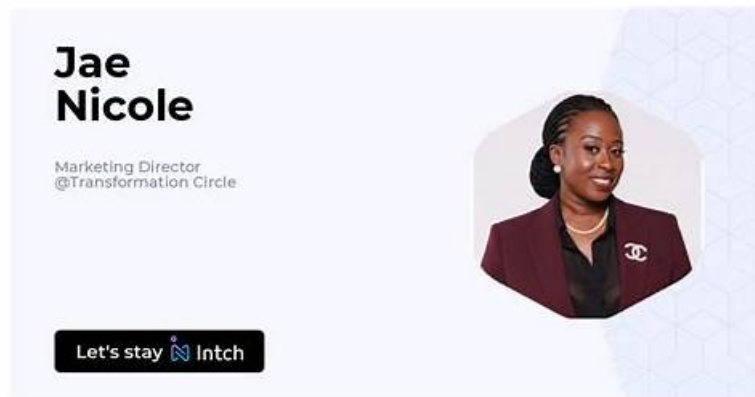 Jae
Nicole
Marketing Director
@Transformation Circle
Let's stay Intch